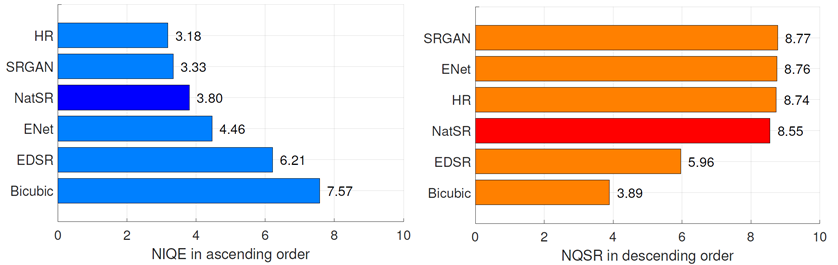 HR 3.18
SRGAN 3.33
NatSR 3.80
ENet 4.46
EDSR 6.21
Bicubic 7.57
0 2 4 6 8 10
NIQE in ascending order
SRGAN 8.77
ENet 8.76
HR 8.74
NatSR 8.55
EDSR 5.96
Bicubic 3.89
0 2 4 6 8 10
NQSR in descending order